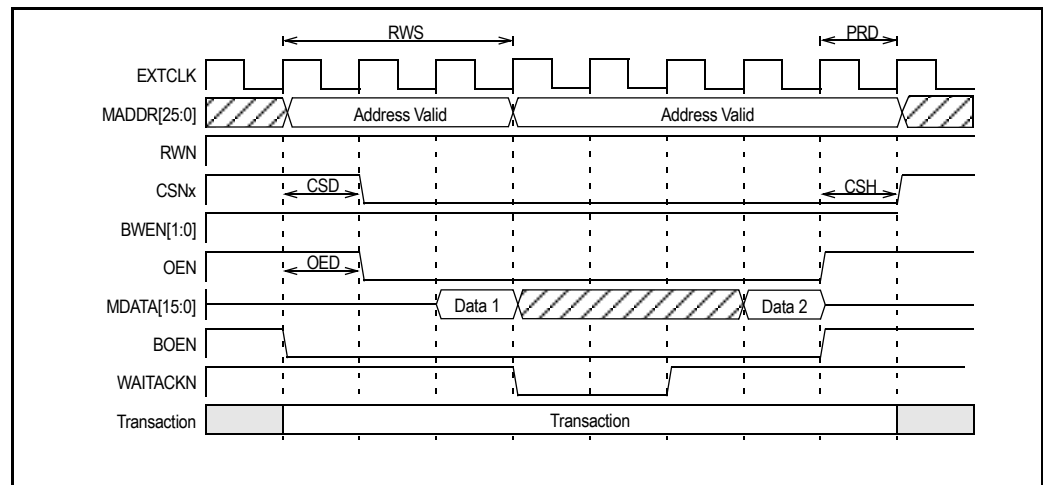 RWS PRD
EXTCLK
MADDR[25:0] Address Valid Address Valid
RWN
CSNx CSD CSH
BWEN[1:0]
OEN OED
MDATA[15:0] Data 1 Data 2
BOEN
WAITACKN
Transaction Transaction